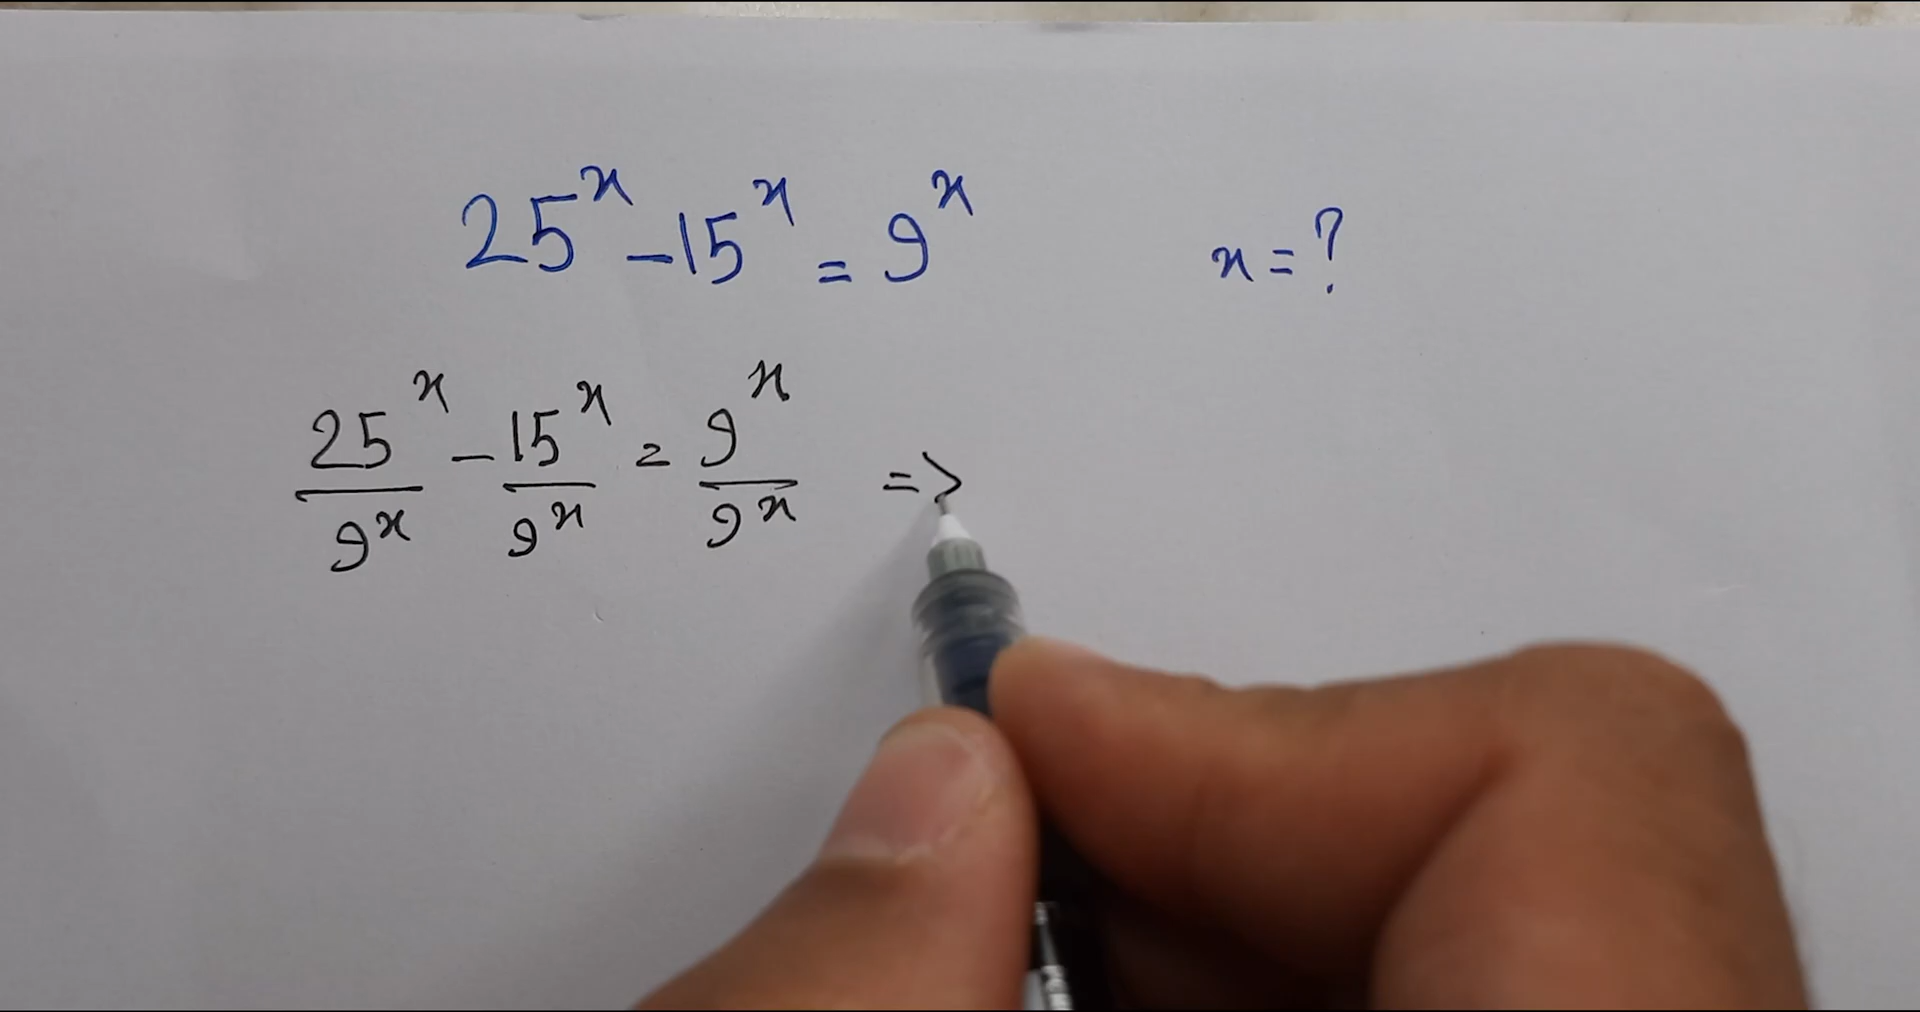 25^x - 15^x = 9^x x = ?
25^x/9^x - 15^x/9^x = 9^x/9^x =>